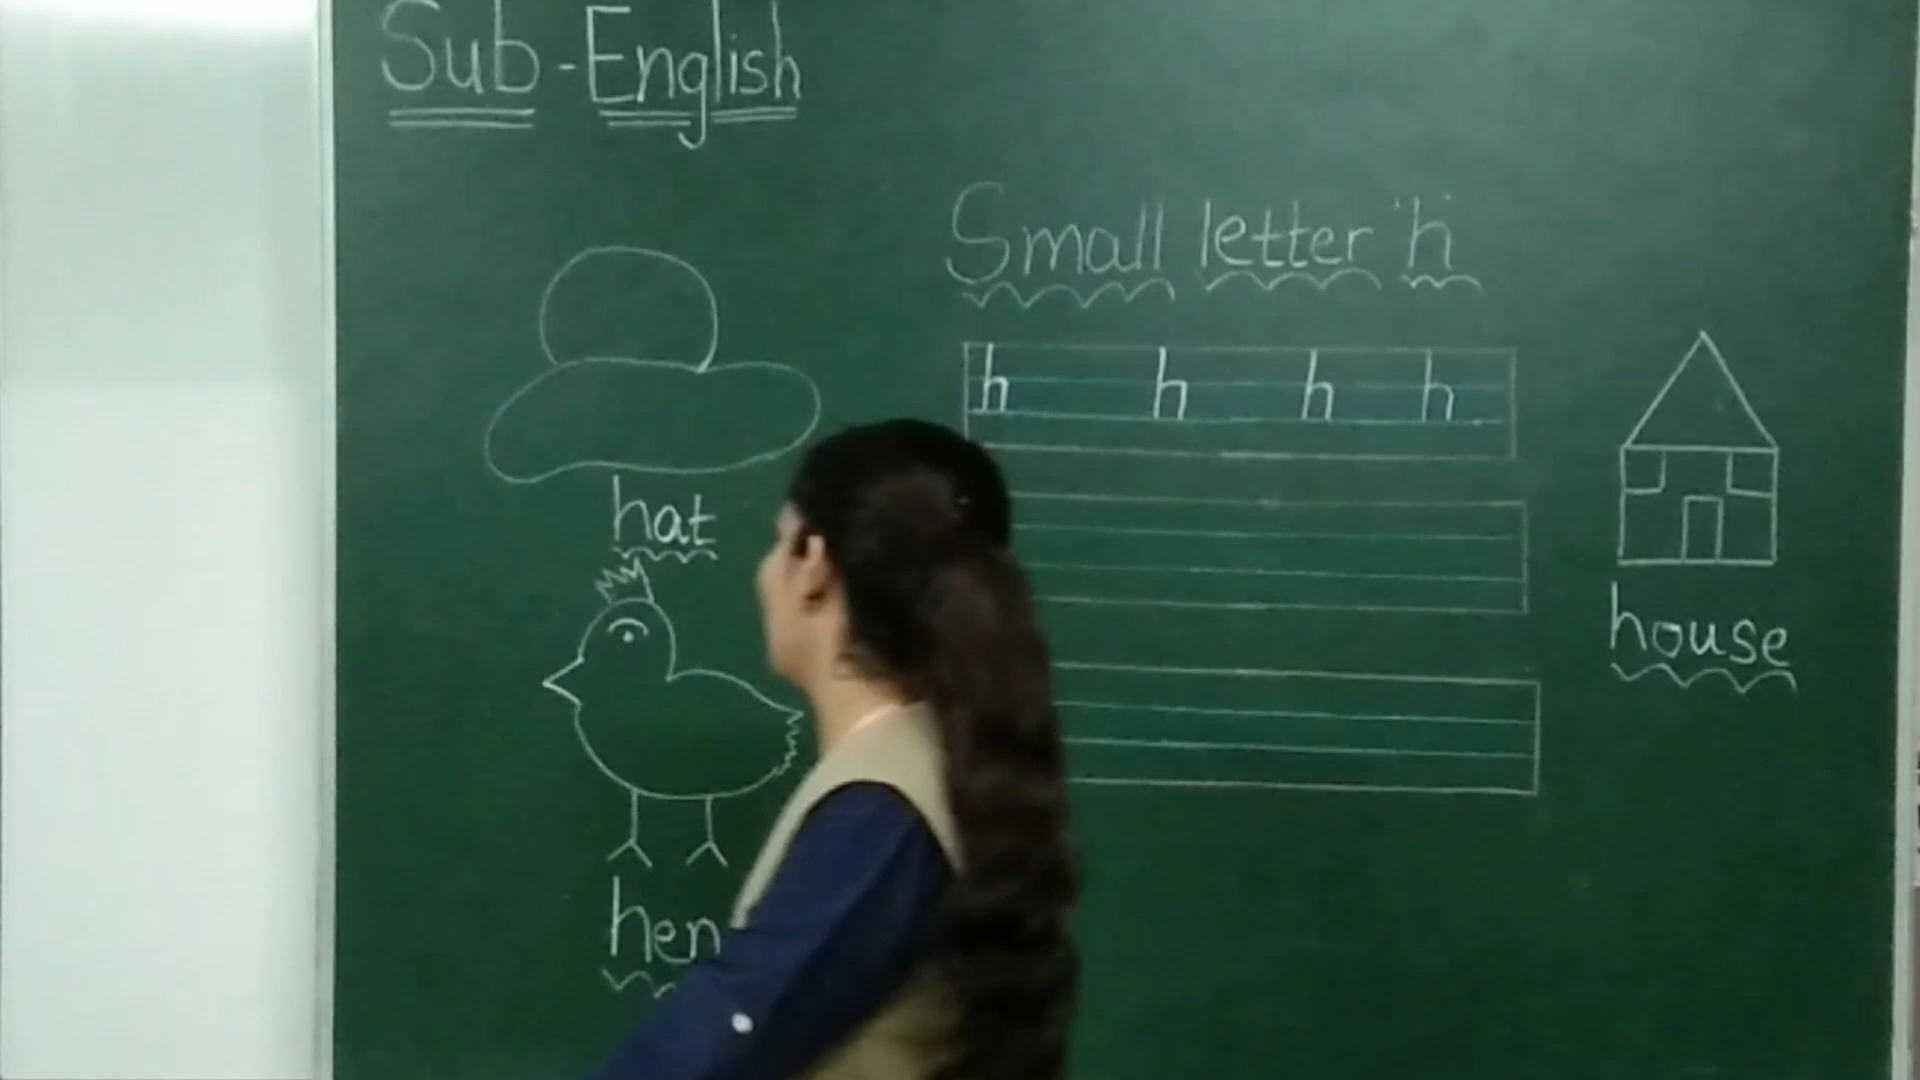 Sub - English
Small letter 'h'
h h h h
hat
house
hen